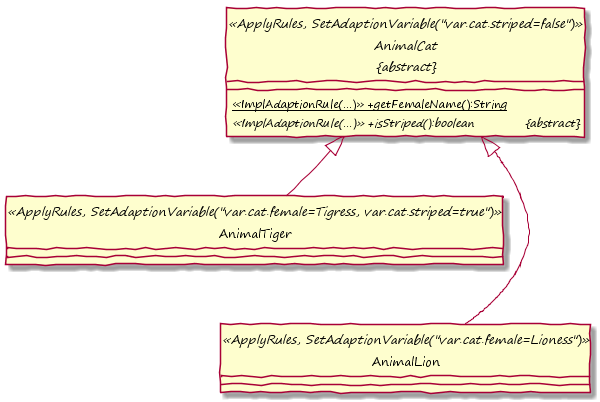 «ApplyRules, SetAdaptionVariable("var.cat.striped=false")»
AnimalCat
{abstract}
«ImplAdaptionRule(...)» +getFemaleName():String
«ImplAdaptionRule(...)» +isStriped():boolean {abstract}
«ApplyRules, SetAdaptionVariable("var.cat.female=Tigress, var.cat.striped=true")»
AnimalTiger
«ApplyRules, SetAdaptionVariable("var.cat.female=Lioness")»
AnimalLion